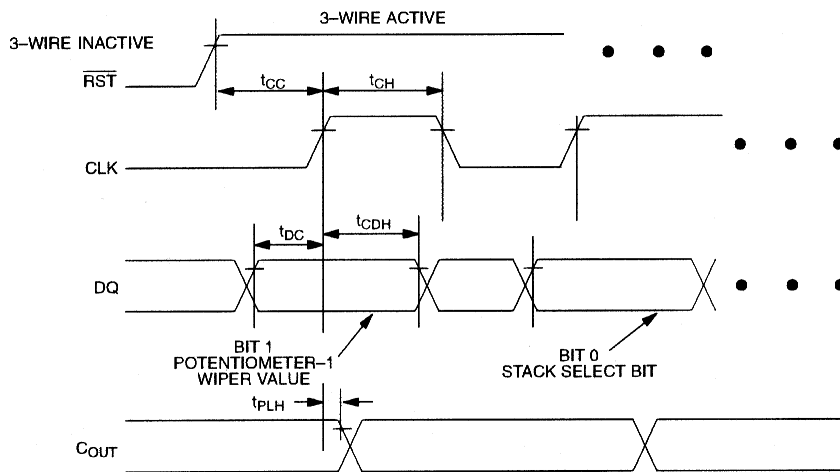 3–WIRE ACTIVE
3–WIRE INACTIVE
RST
tCC
tCH
CLK
tDC
tCDH
DQ
BIT 1
POTENTIOMETER–1
WIPER VALUE
BIT 0
STACK SELECT BIT
tPLH
COUT